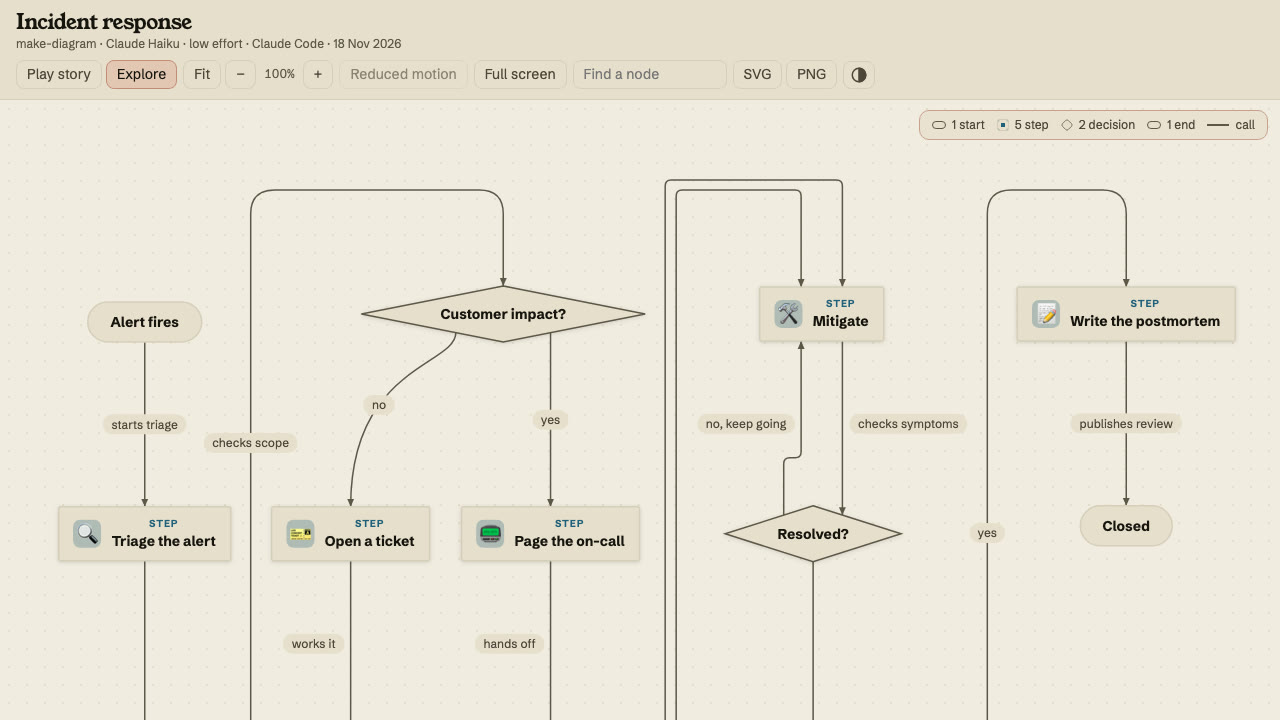 Incident response
make-diagram · Claude Haiku · low effort · Claude Code · 18 Nov 2026
Play story
Explore
Fit
−
100%
+
Reduced motion
Full screen
Find a node
SVG
PNG
1 start
5 step
2 decision
1 end
call
Alert fires
starts triage
STEP
Triage the alert
checks scope
Customer impact?
no
yes
STEP
Open a ticket
STEP
Page the on-call
works it
hands off
STEP
Mitigate
no, keep going
checks symptoms
Resolved?
yes
STEP
Write the postmortem
publishes review
Closed